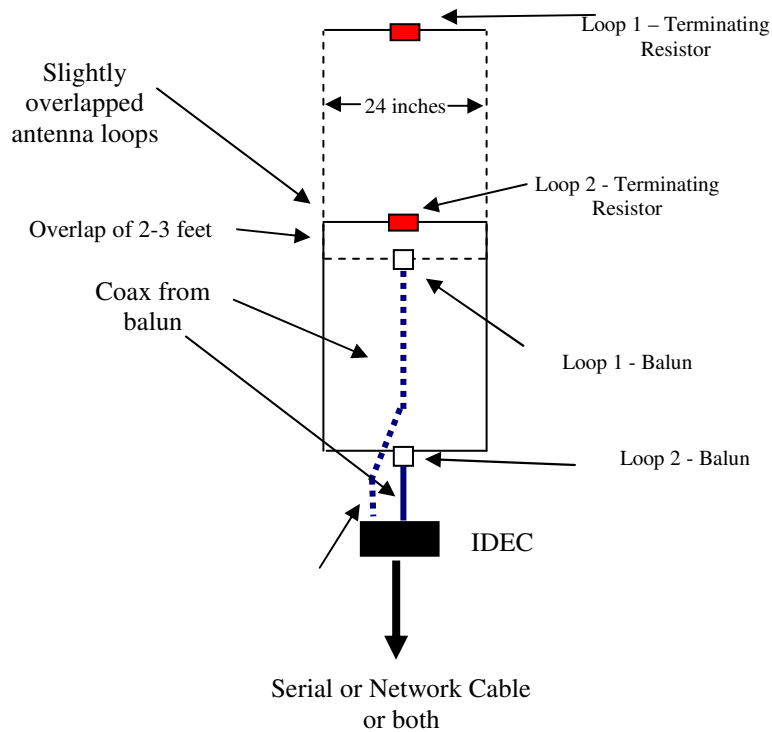 Loop 1 – Terminating
Resistor
Slightly
overlapped
antenna loops
24 inches
Loop 2 - Terminating
Resistor
Overlap of 2-3 feet
Coax from
balun
Loop 1 - Balun
Loop 2 - Balun
IDEC
Serial or Network Cable
or both